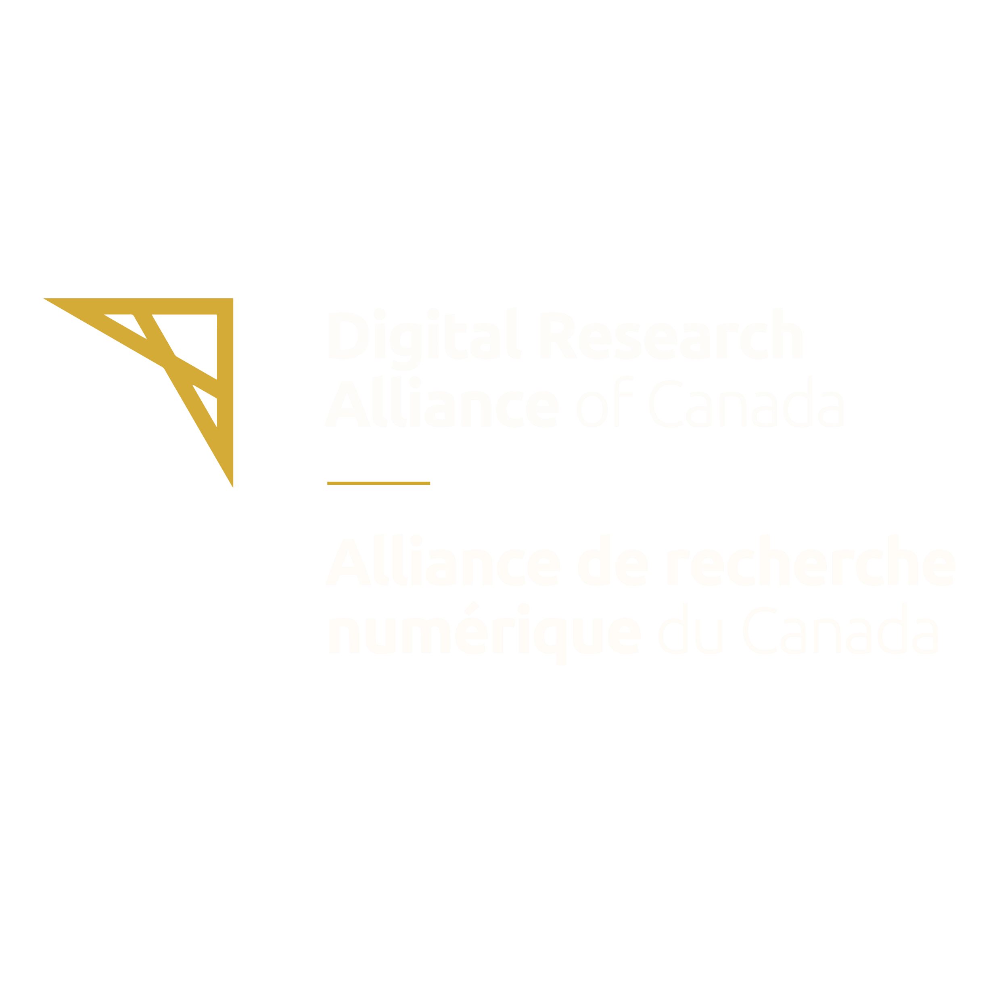 Digital Research
Alliance of Canada
Alliance de recherche
numérique du Canada